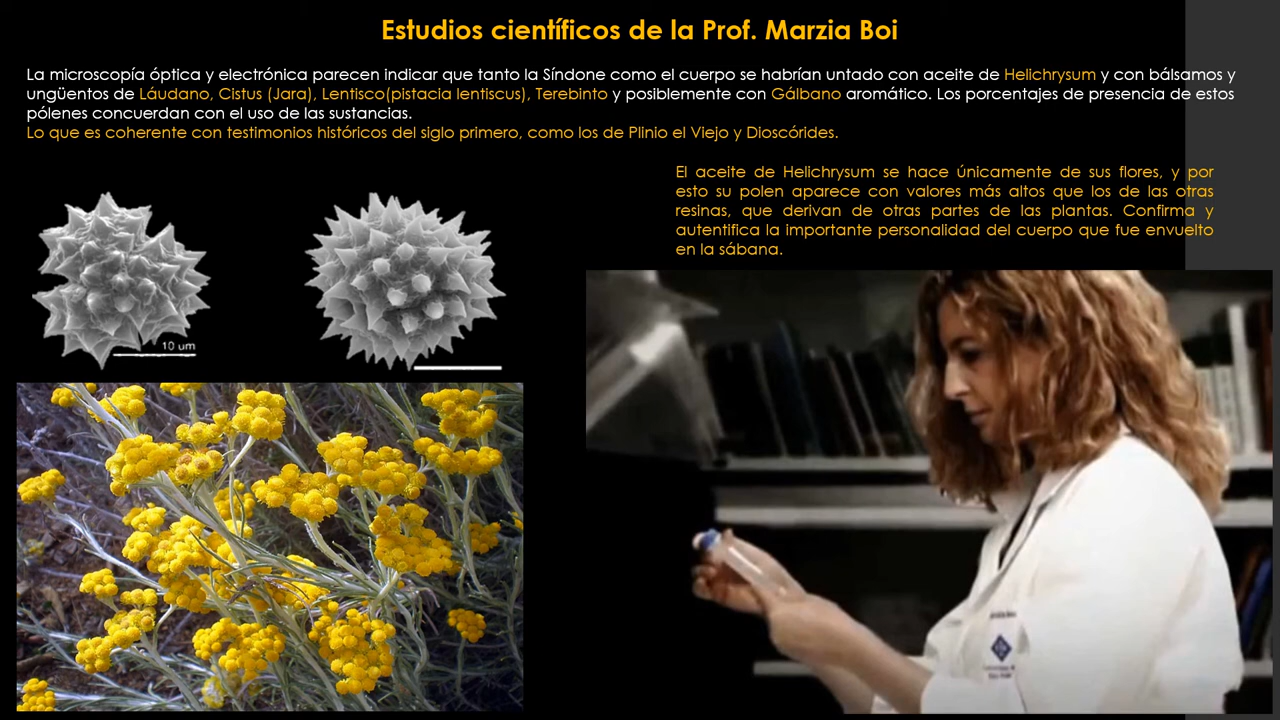 Estudios científicos de la Prof. Marzia Boi
La microscopía óptica y electrónica parecen indicar que tanto la Síndone como el cuerpo se habrían untado con aceite de Helichrysum y con bálsamos y
ungüentos de Láudano, Cistus (Jara), Lentisco(pistacia lentiscus), Terebinto y posiblemente con Gálbano aromático. Los porcentajes de presencia de estos
pólenes concuerdan con el uso de las sustancias.
Lo que es coherente con testimonios históricos del siglo primero, como los de Plinio el Viejo y Dioscórides.
El aceite de Helichrysum se hace únicamente de sus flores, y por
esto su polen aparece con valores más altos que los de las otras
resinas, que derivan de otras partes de las plantas. Confirma y
autentifica la importante personalidad del cuerpo que fue envuelto
en la sábana.
10 um